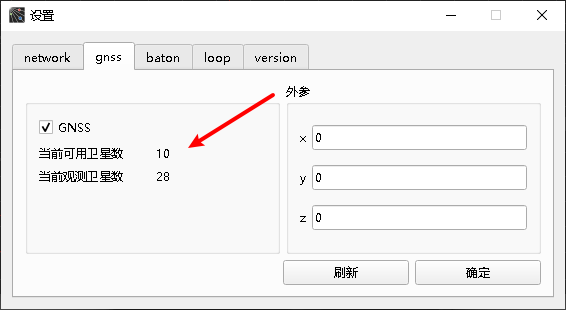 设置
network gnss baton loop version
外参
GNSS
当前可用卫星数 10
当前观测卫星数 28
x 0
y 0
z 0
刷新 确定